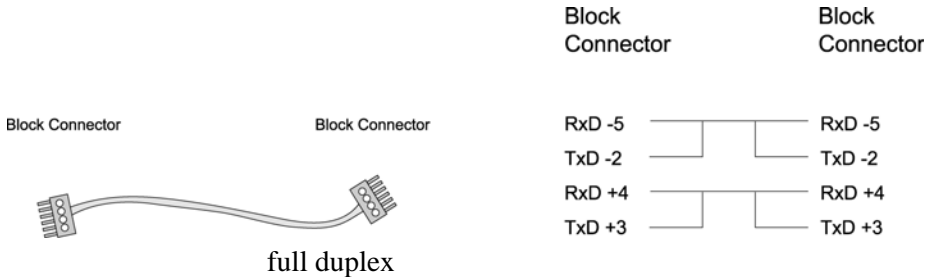 Block
Connector
Block
Connector
Block Connector
Block Connector
RxD -5
RxD -5
TxD -2
TxD -2
RxD +4
RxD +4
TxD +3
TxD +3
full duplex